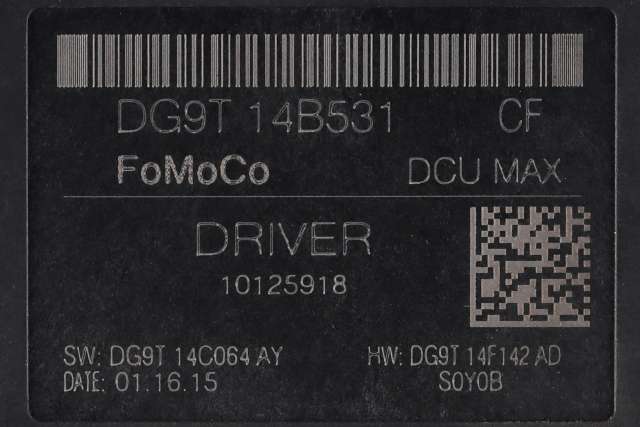 DG9T 14B531 CF
FoMoCo DCU MAX
DRIVER
10125918
SW: DG9T 14C064 AY HW: DG9T 14F142 AD
DATE: 01.16.15 S0Y0B